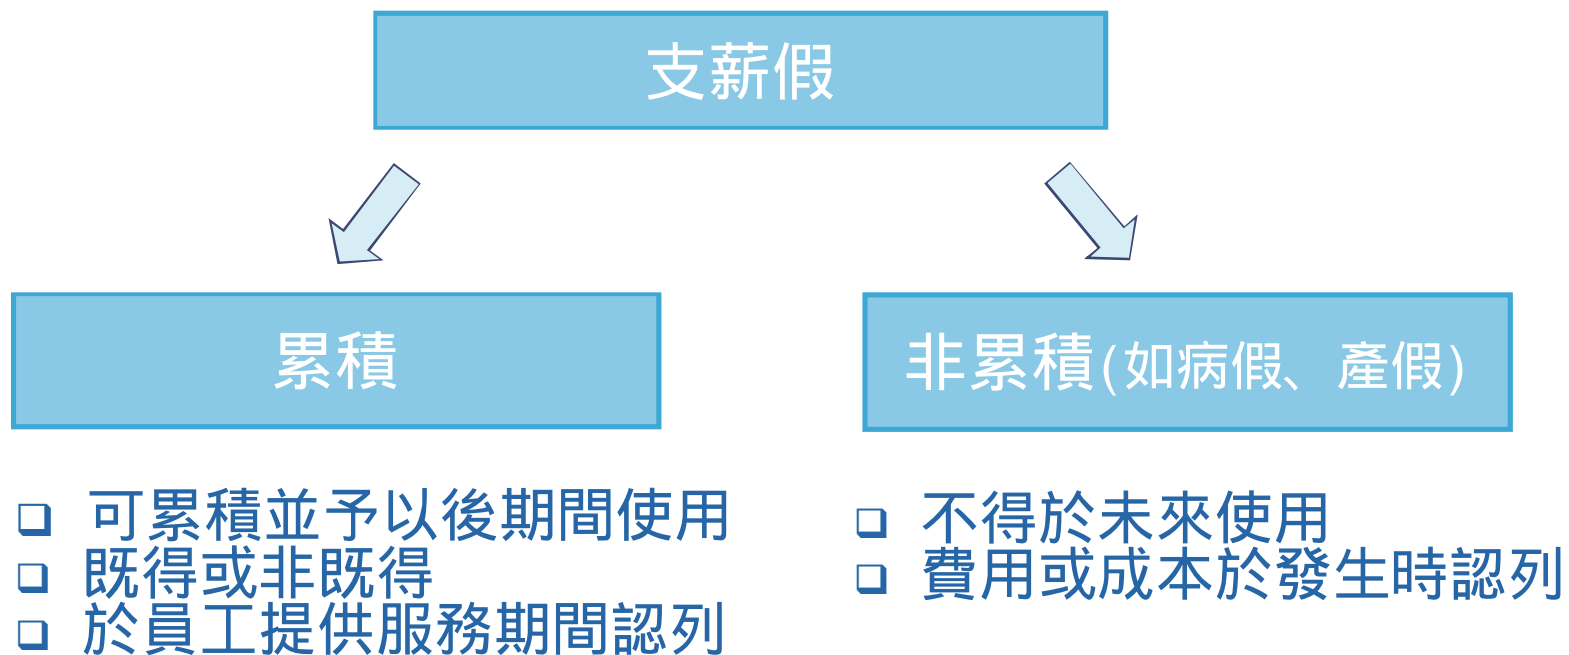 支薪假
累積
非累積(如病假、產假)
❑ 可累積並予以後期間使用
❑ 既得或非既得
❑ 於員工提供服務期間認列
❑ 不得於未來使用
❑ 費用或成本於發生時認列